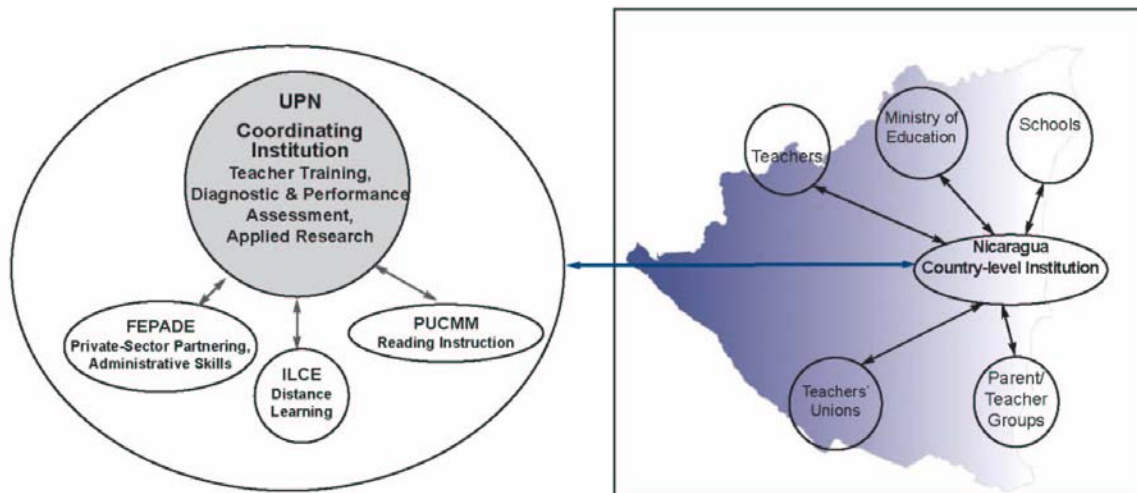 UPN
Coordinating
Institution
Teacher Training,
Diagnostic & Performance
Assessment,
Applied Research
FEPADE
Private-Sector Partnering,
Administrative Skills
ILCE
Distance
Learning
PUCMM
Reading Instruction
Teachers
Ministry of
Education
Schools
Nicaragua
Country-level Institution
Teachers'
Unions
Parent/
Teacher
Groups